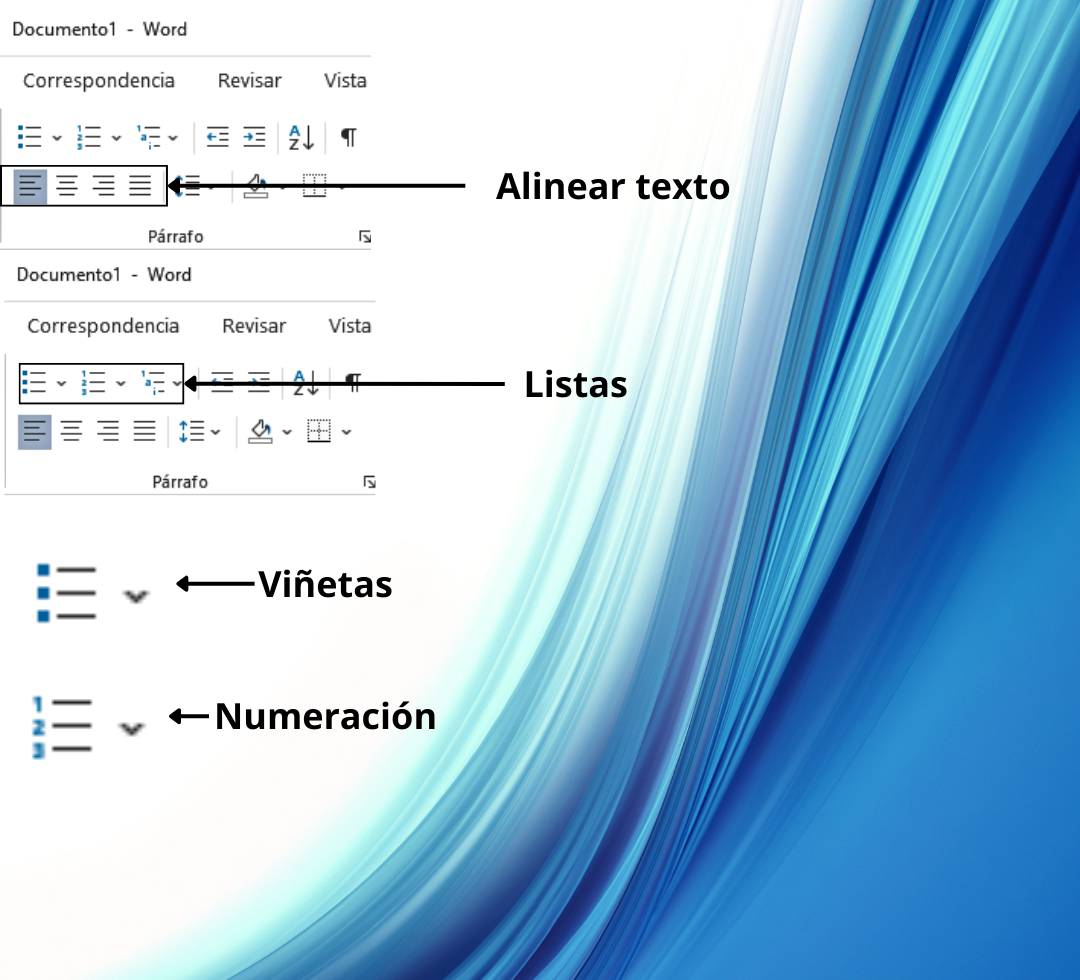 Documento1 - Word
Correspondencia Revisar Vista
Alinear texto
Párrafo
Documento1 - Word
Correspondencia Revisar Vista
Listas
Párrafo
Viñetas
Numeración